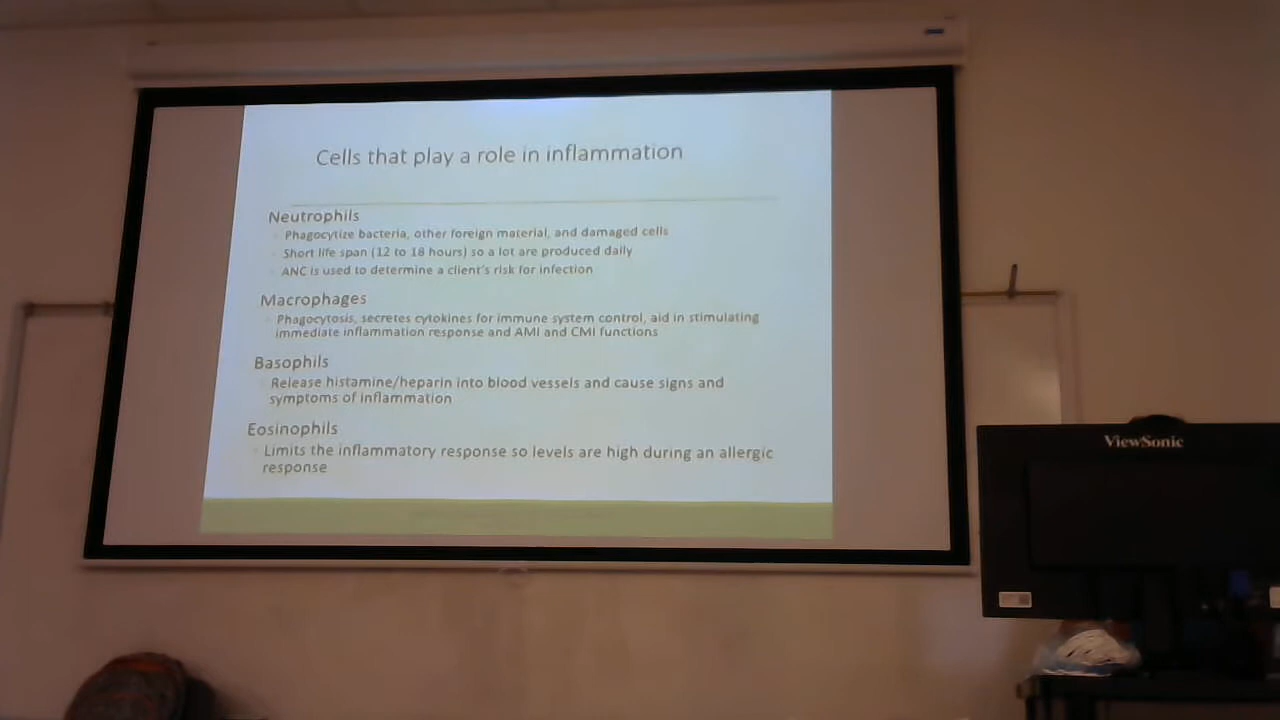 Cells that play a role in inflammation
Neutrophils
Phagocytize bacteria, other foreign material, and damaged cells
Short life span (12 to 18 hours) so a lot are produced daily
ANC is used to determine a client's risk for infection
Macrophages
Phagocytosis, secretes cytokines for immune system control, aid in stimulating
immediate inflammation response and AMI and CMI functions
Basophils
Release histamine/heparin into blood vessels and cause signs and
symptoms of inflammation
Eosinophils
Limits the inflammatory response so levels are high during an allergic
response
ViewSonic